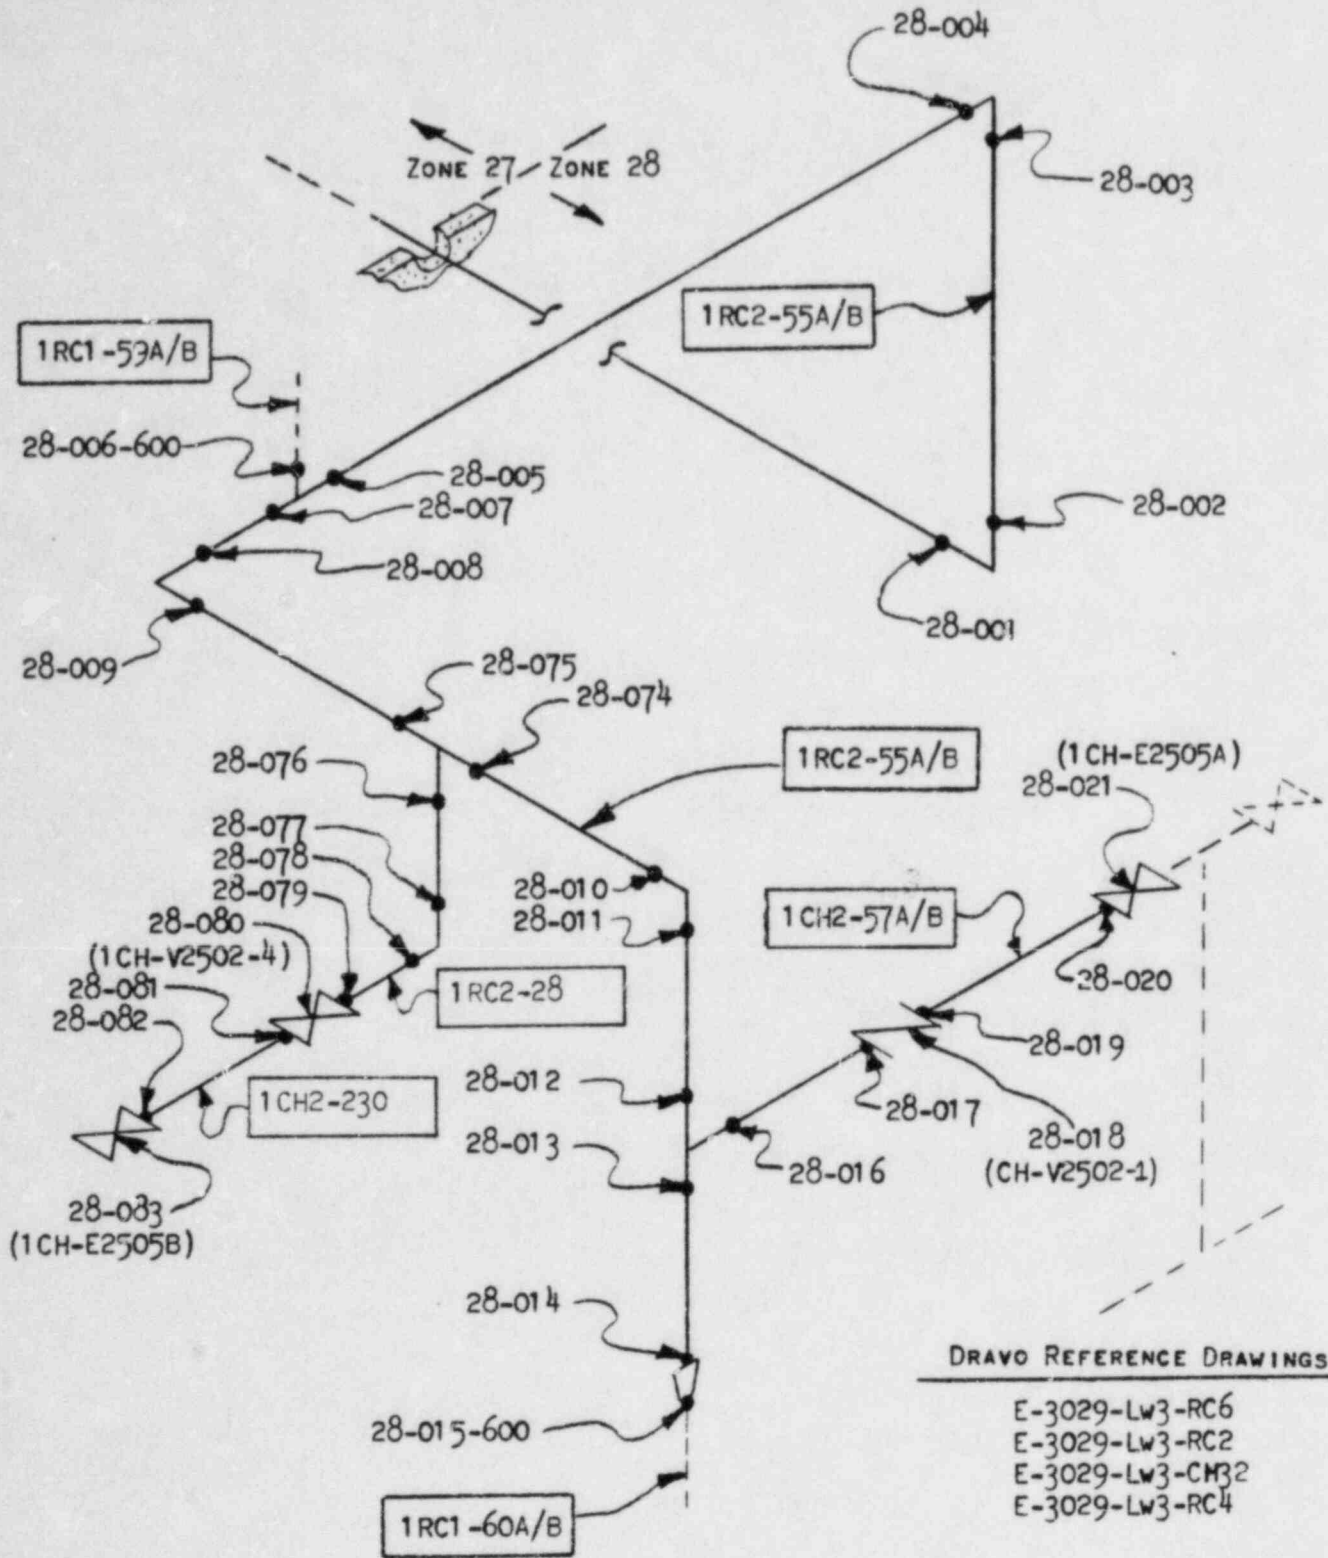 28-004
ZONE 27
ZONE 28
28-003
1RC2-55A/B
1RC1-59A/B
28-006-600
28-005
28-007
28-002
28-008
28-001
28-009
28-075
28-074
28-076
1RC2-55A/B
(1CH-E2505A)
28-021
28-077
28-078
28-079
28-010
28-080
28-011
1CH2-57A/B
(1CH-V2502-4)
28-081
28-020
1RC2-28
28-082
28-019
28-012
1CH2-230
28-017
28-018
(CH-V2502-1)
28-013
28-016
28-083
(1CH-E2505B)
28-014
DRAVO REFERENCE DRAWINGS
E-3029-LW3-RC6
E-3029-LW3-RC2
E-3029-LW3-CH32
E-3029-LW3-RC4
28-015-600
1RC1-60A/B